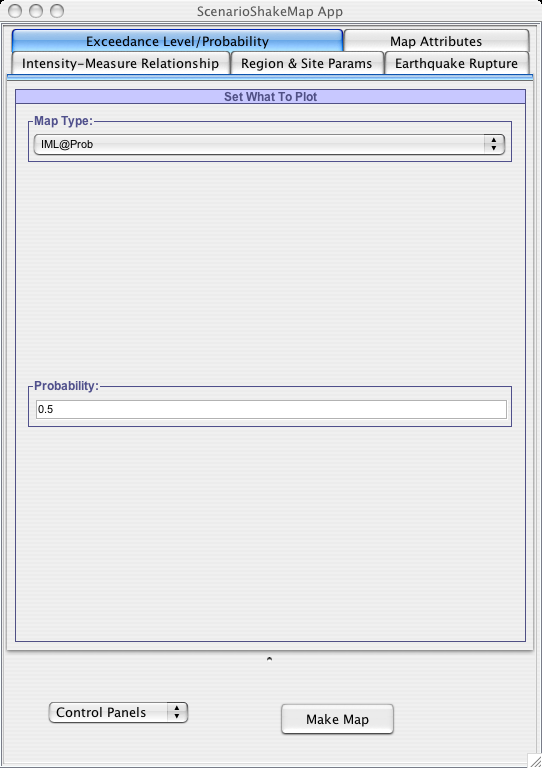 ScenarioShakeMap App
Exceedance Level/Probability
Map Attributes
Intensity-Measure Relationship
Region & Site Params
Earthquake Rupture
Set What To Plot
Map Type:
IML@Prob
Probability:
0.5
Control Panels
Make Map